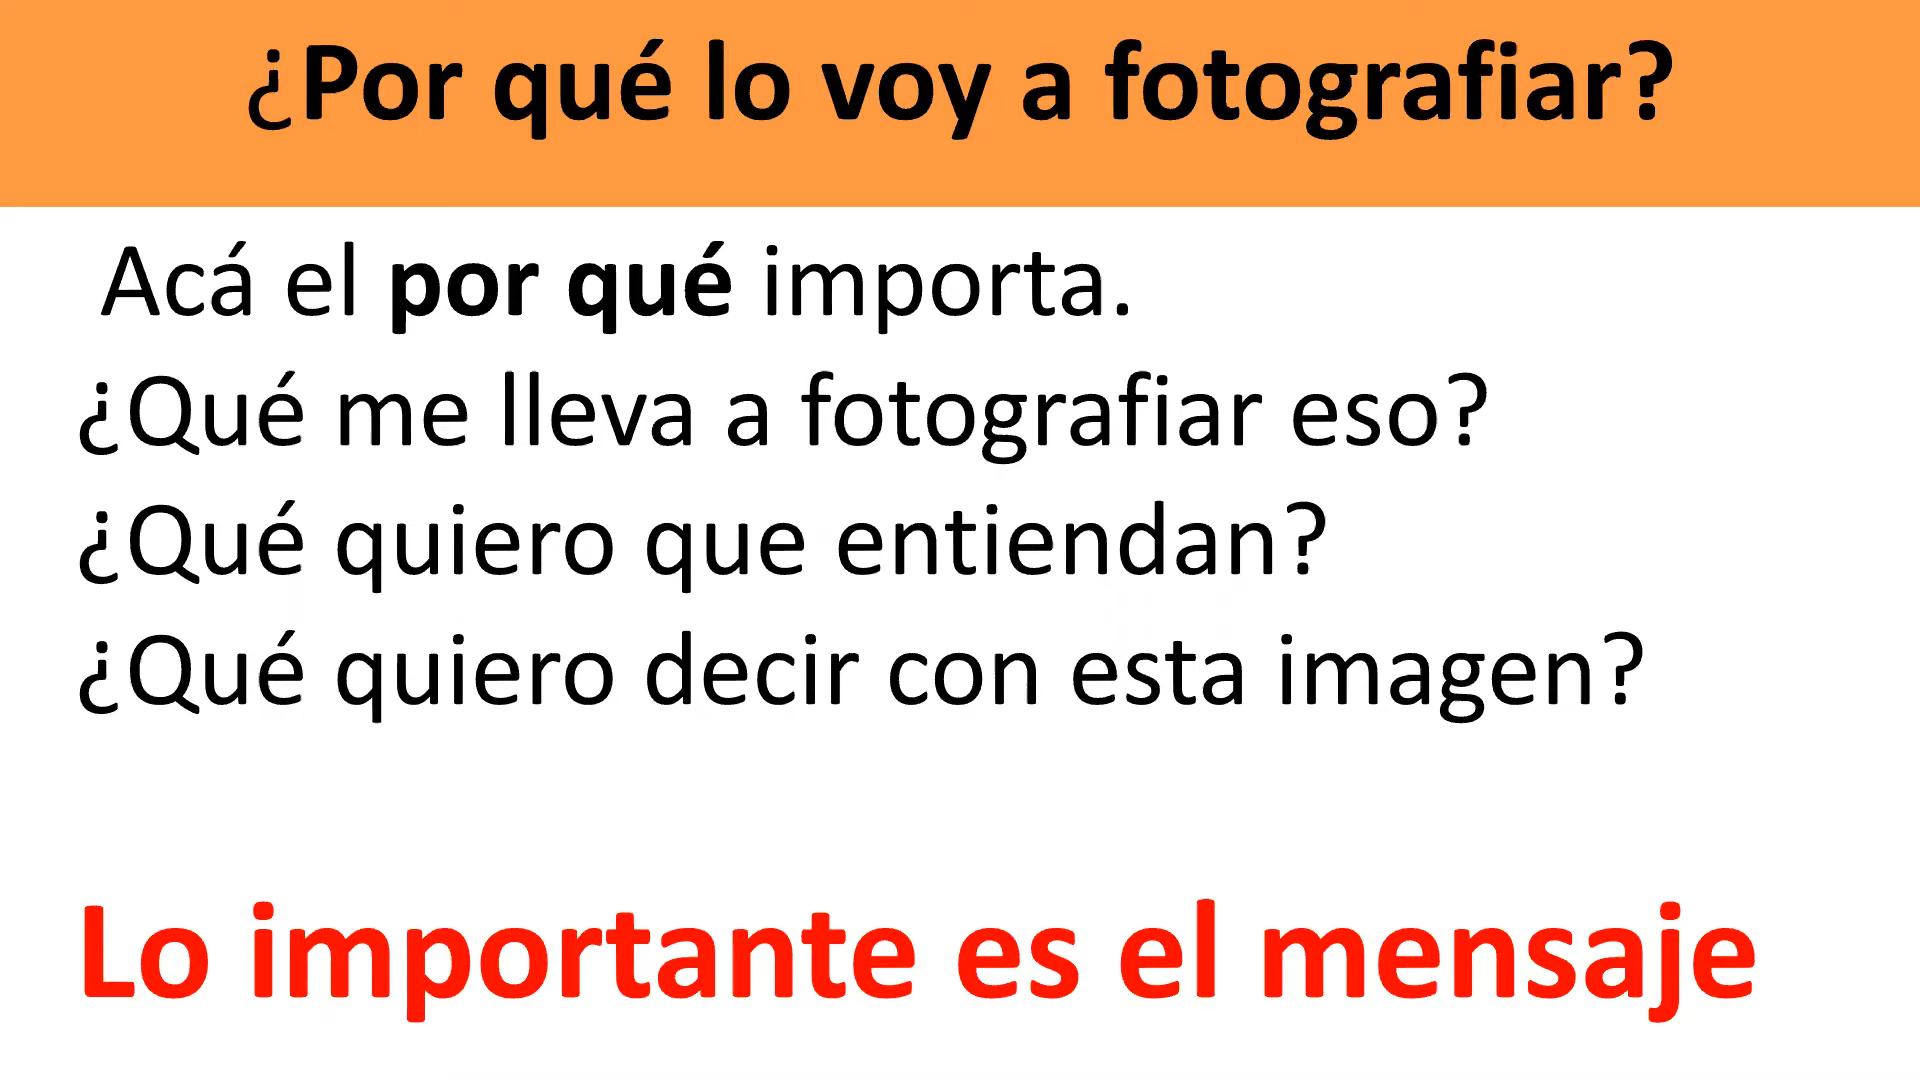 ¿Por qué lo voy a fotografiar?
Acá el por qué importa.
¿Qué me lleva a fotografiar eso?
¿Qué quiero que entiendan?
¿Qué quiero decir con esta imagen?
Lo importante es el mensaje